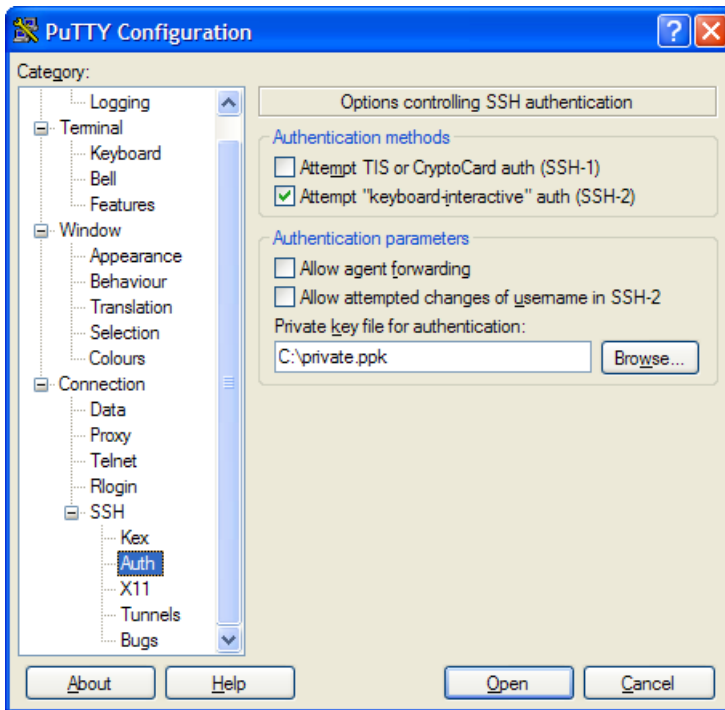 PuTTY Configuration
Category:
Logging
Terminal
Keyboard
Bell
Features
Window
Appearance
Behaviour
Translation
Selection
Colours
Connection
Data
Proxy
Telnet
Rlogin
SSH
Kex
Auth
X11
Tunnels
Bugs
Options controlling SSH authentication
Authentication methods
Attempt TIS or CryptoCard auth (SSH-1)
Attempt "keyboard-interactive" auth (SSH-2)
Authentication parameters
Allow agent forwarding
Allow attempted changes of username in SSH-2
Private key file for authentication:
C:\private.ppk
Browse...
About
Help
Open
Cancel